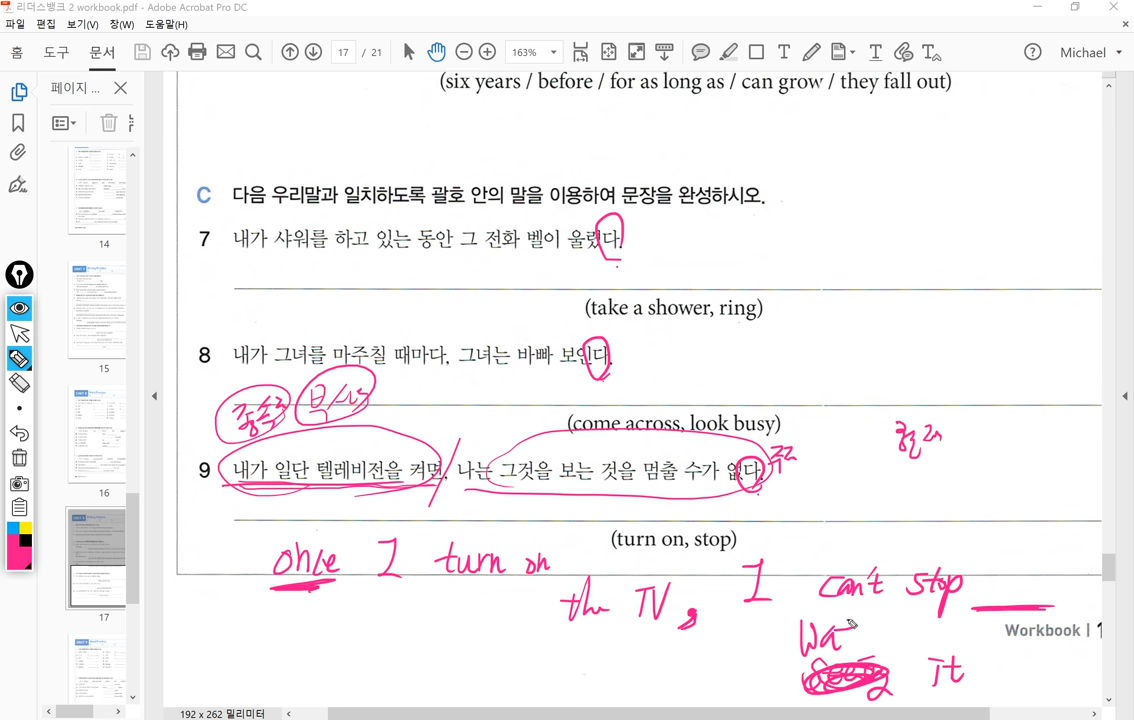 리더스뱅크 2 workbook.pdf - Adobe Acrobat Pro DC
파일 편집 보기(V) 창(W) 도움말(H)
홈 도구 문서 17 / 21 163% Michael
페이지 ...
14
15
16
17
(six years / before / for as long as / can grow / they fall out)
C 다음 우리말과 일치하도록 괄호 안의 말을 이용하여 문장을 완성하시오.
7 내가 샤워를 하고 있는 동안 그 전화 벨이 울렸다.
(take a shower, ring)
8 내가 그녀를 마주칠 때마다, 그녀는 바빠 보인다.
종속 부사
(come across, look busy)
9 내가 일단 텔레비전을 켜면, 나는 그것을 보는 것을 멈출 수가 없다.
(turn on, stop)
once I turn on
the TV, I can't stop
Workbook | 1
Wa
it
192 x 262 밀리미터